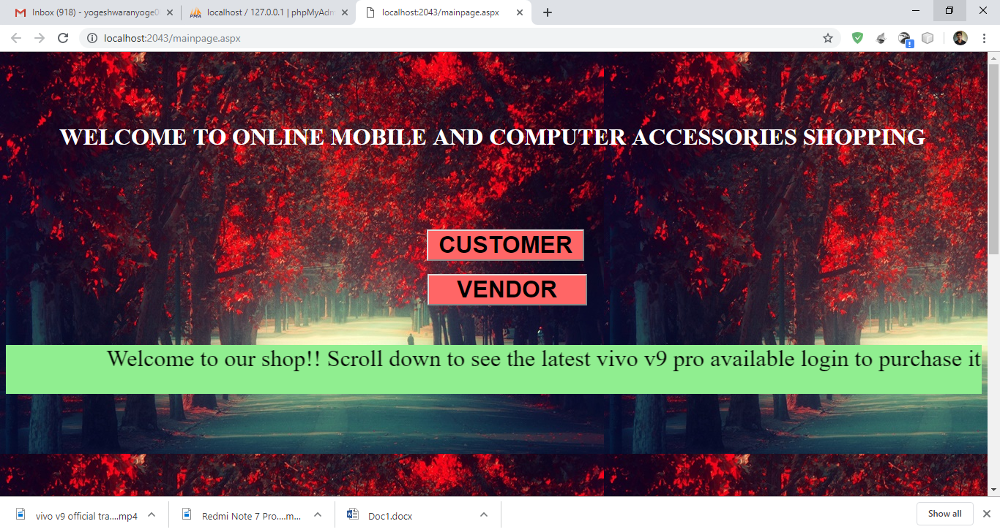 Inbox (918) - yogeshwaranyoge0
localhost / 127.0.0.1 | phpMyAdm
localhost:2043/mainpage.aspx
localhost:2043/mainpage.aspx
WELCOME TO ONLINE MOBILE AND COMPUTER ACCESSORIES SHOPPING
CUSTOMER
VENDOR
Welcome to our shop!! Scroll down to see the latest vivo v9 pro available login to purchase it
vivo v9 official tra....mp4
Redmi Note 7 Pro....m...
Doc1.docx
Show all